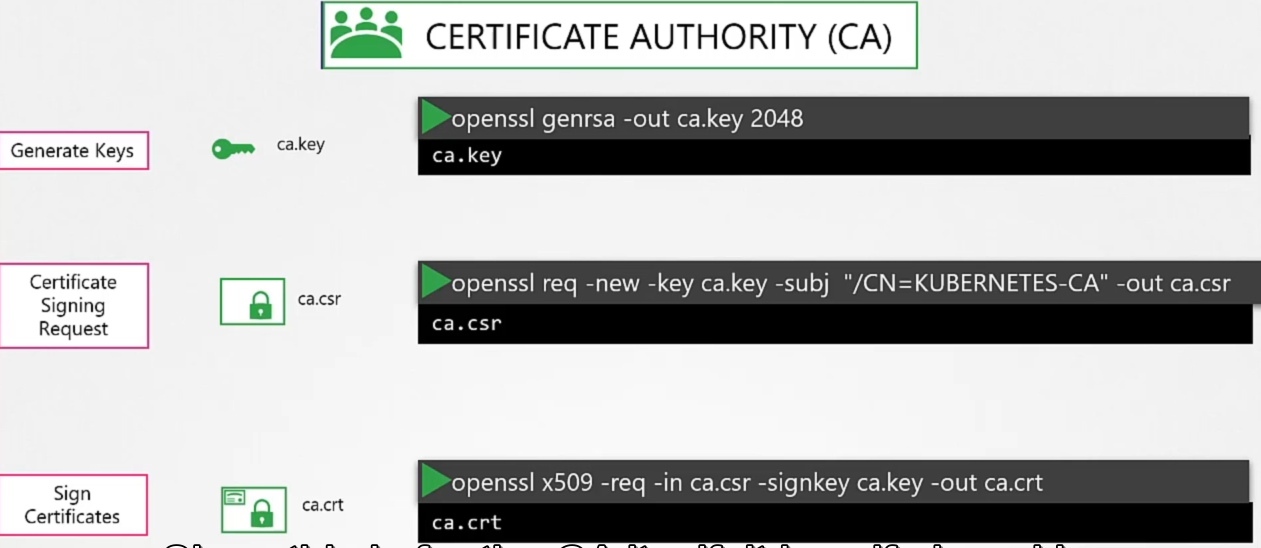 CERTIFICATE AUTHORITY (CA)
Generate Keys
ca.key
openssl genrsa -out ca.key 2048
ca.key
Certificate
Signing
Request
ca.csr
openssl req -new -key ca.key -subj "/CN=KUBERNETES-CA" -out ca.csr
ca.csr
Sign
Certificates
ca.crt
openssl x509 -req -in ca.csr -signkey ca.key -out ca.crt
ca.crt